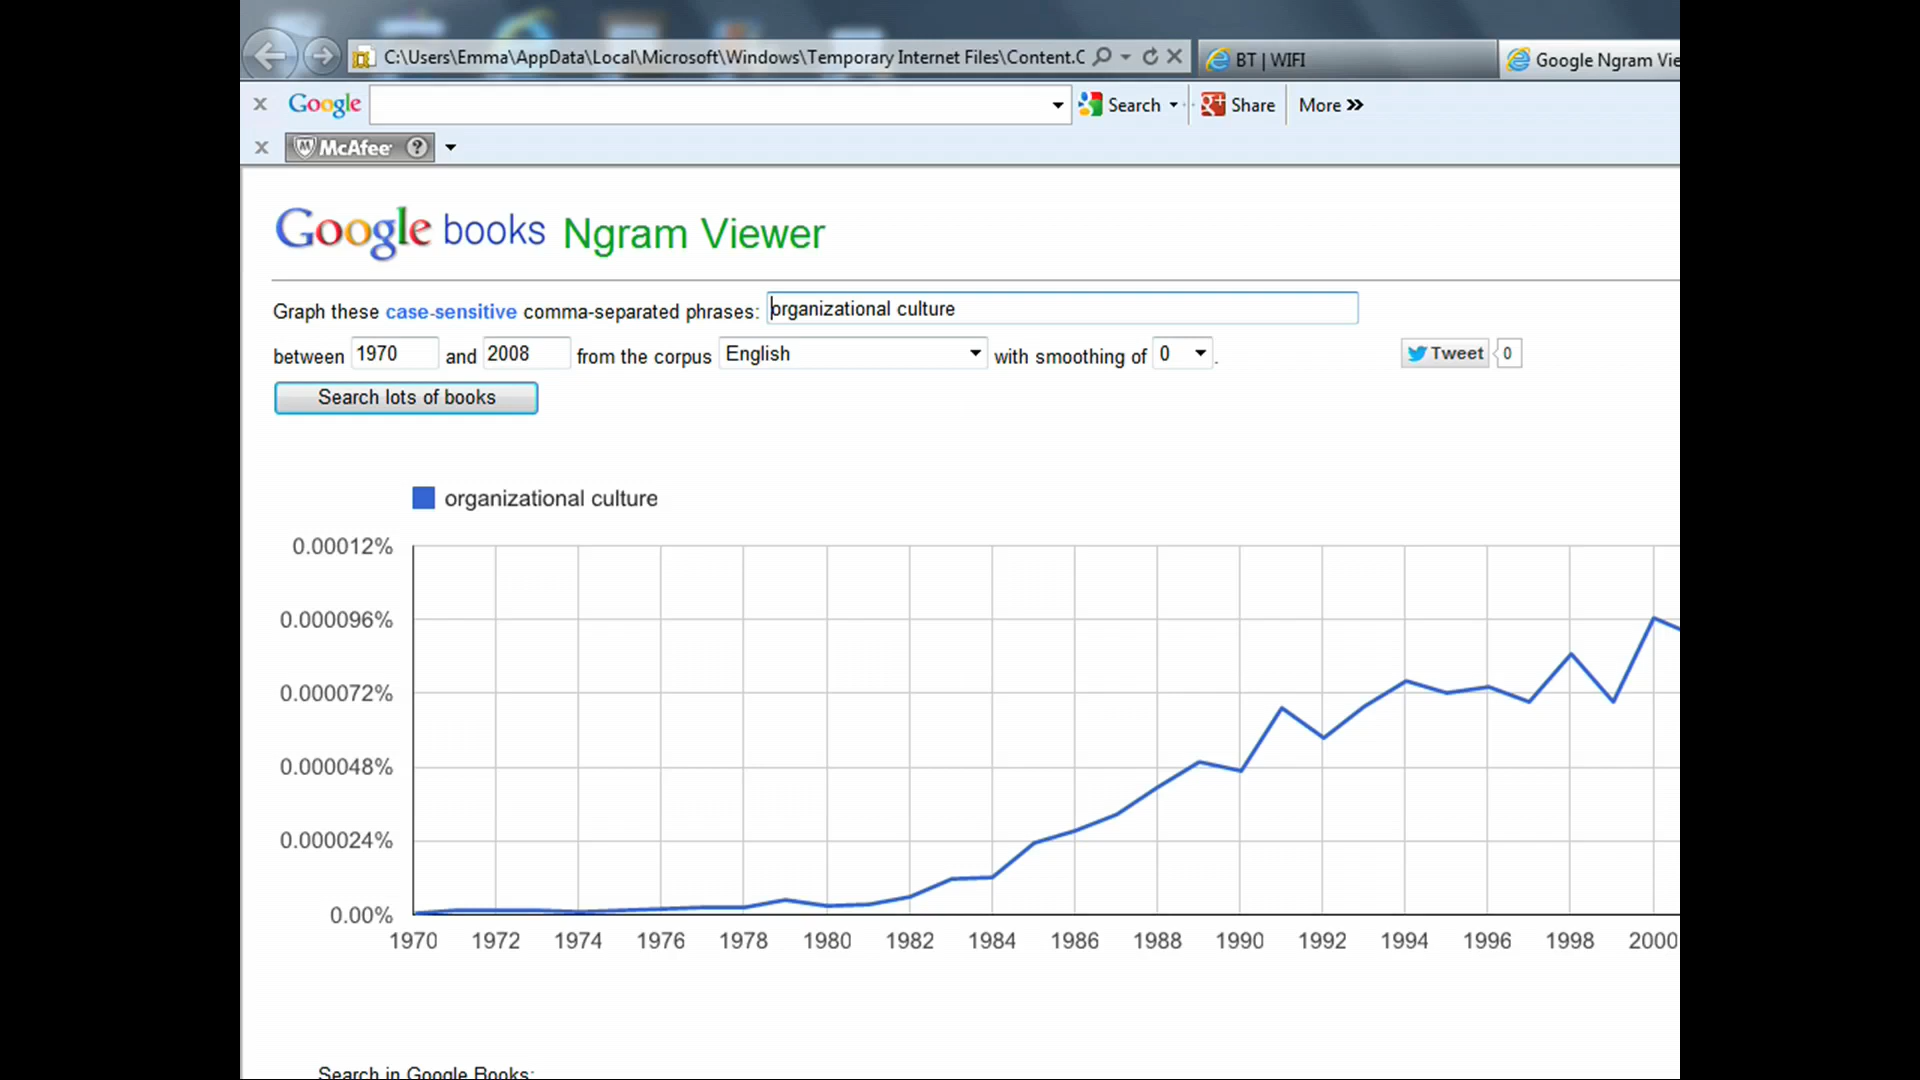 C:\Users\Emma\AppData\Local\Microsoft\Windows\Temporary Internet Files\Content.C
BT | WIFI
Google Ngram Vie
x Google Search Share More
x McAfee ?
Google books Ngram Viewer
Graph these case-sensitive comma-separated phrases: organizational culture
between 1970 and 2008 from the corpus English with smoothing of 0 .
Tweet 0
Search lots of books
organizational culture
0.00012%
0.000096%
0.000072%
0.000048%
0.000024%
0.00%
1970 1972 1974 1976 1978 1980 1982 1984 1986 1988 1990 1992 1994 1996 1998 2000
Search in Google Books: